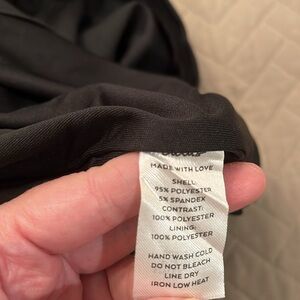 MADE WITH LOVE
SHELL:
95% POLYESTER
5% SPANDEX
CONTRAST:
100% POLYESTER
LINING:
100% POLYESTER
HAND WASH COLD
DO NOT BLEACH
LINE DRY
IRON LOW HEAT